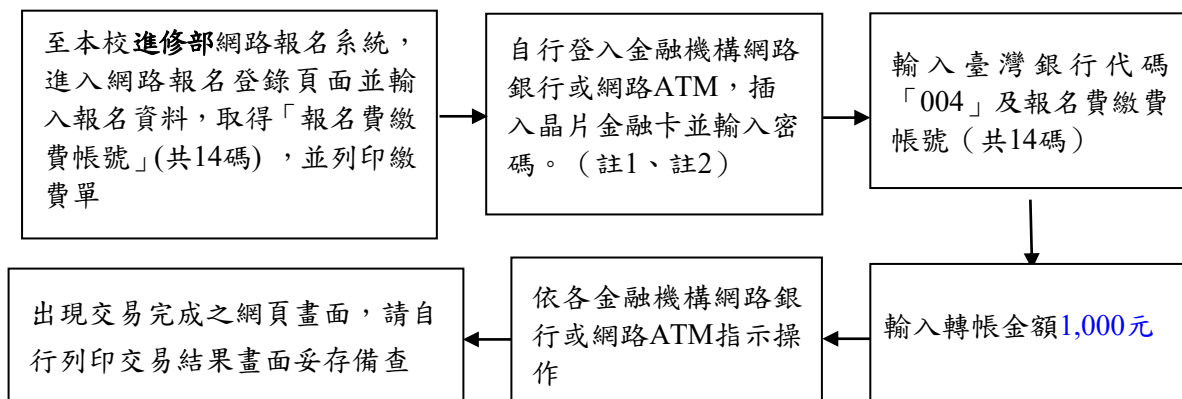 至本校進修部網路報名系統，
進入網路報名登錄頁面並輸
入報名資料，取得「報名費繳
費帳號」(共14碼) ，並列印繳
費單
自行登入金融機構網路
銀行或網路ATM，插
入晶片金融卡並輸入密
碼。（註1、註2）
輸入臺灣銀行代碼
「004」及報名費繳費
帳號（共14碼）
輸入轉帳金額1,000元
依各金融機構網路銀
行或網路ATM指示操
作
出現交易完成之網頁畫面，請自
行列印交易結果畫面妥存備查